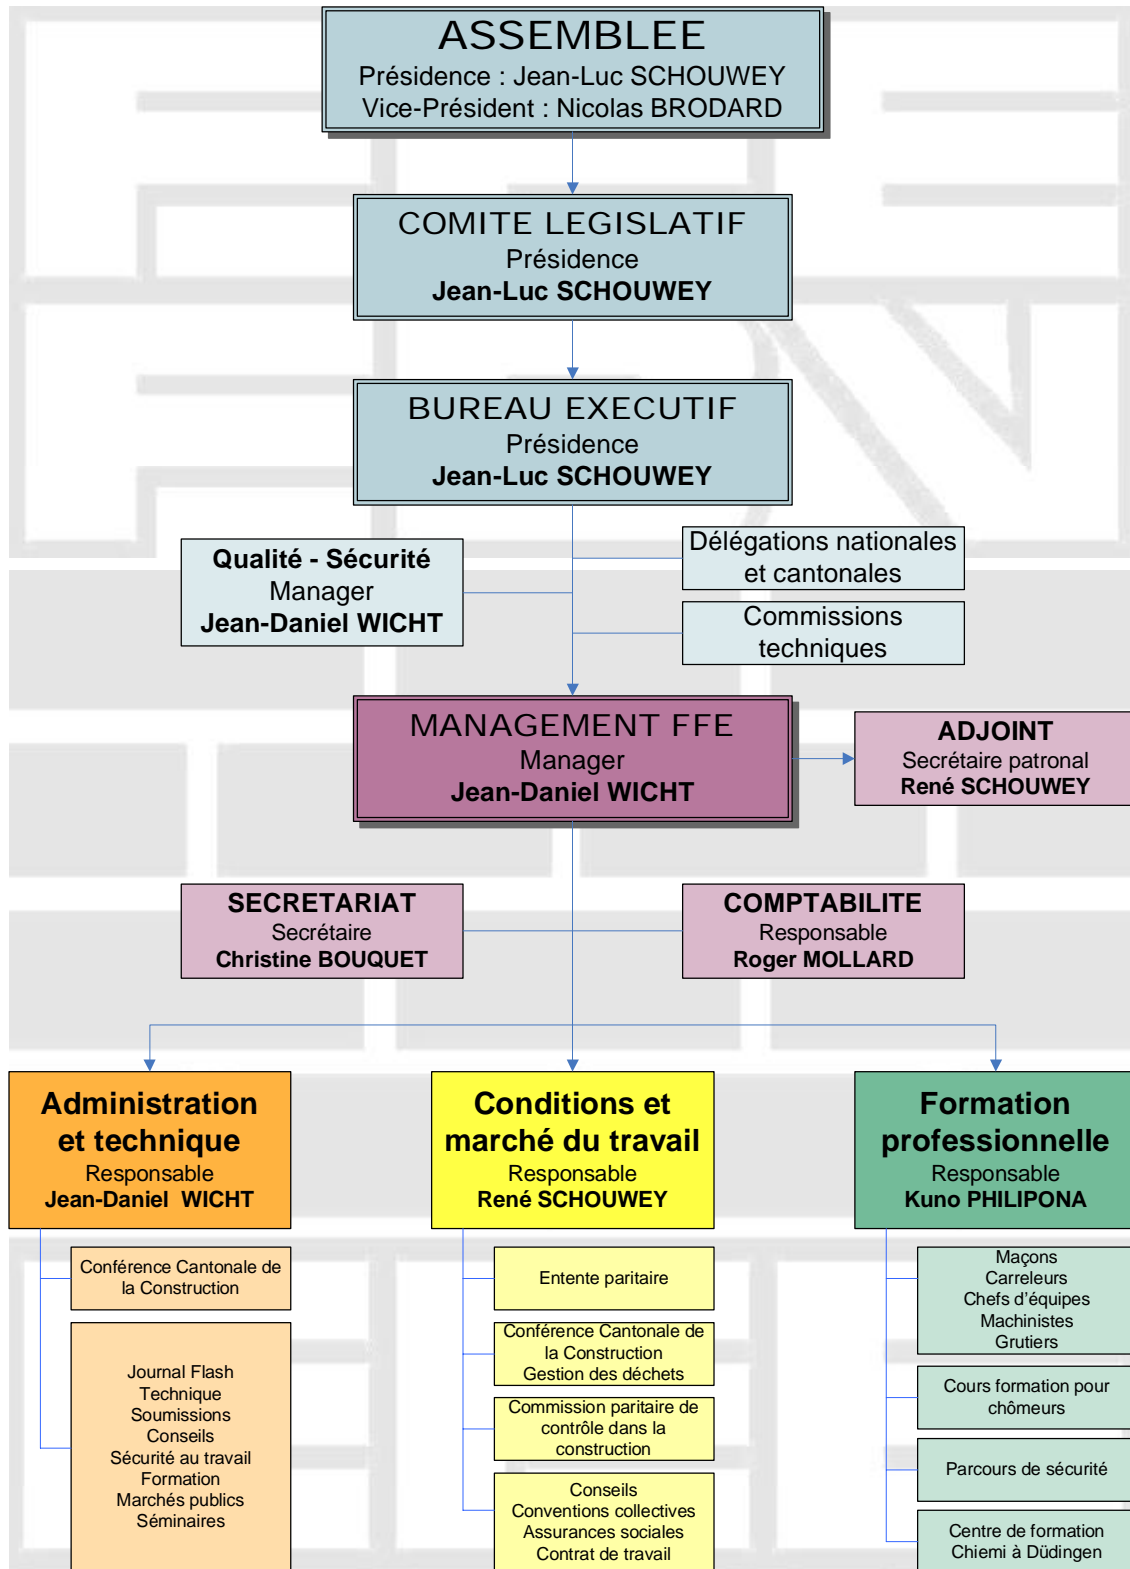 ASSEMBLEE
Présidence : Jean-Luc SCHOUWEY
Vice-Président : Nicolas BRODARD
COMITE LEGISLATIF
Présidence
Jean-Luc SCHOUWEY
BUREAU EXECUTIF
Présidence
Jean-Luc SCHOUWEY
Qualité - Sécurité
Manager
Jean-Daniel WICHT
Délégations nationales
et cantonales
Commissions
techniques
MANAGEMENT FFE
Manager
Jean-Daniel WICHT
ADJOINT
Secrétaire patronal
René SCHOUWEY
SECRETARIAT
Secrétaire
Christine BOUQUET
COMPTABILITE
Responsable
Roger MOLLARD
Administration
et technique
Responsable
Jean-Daniel WICHT
Conférence Cantonale de
la Construction
Journal Flash
Technique
Soumissions
Conseils
Sécurité au travail
Formation
Marchés publics
Séminaires
Conditions et
marché du travail
Responsable
René SCHOUWEY
Entente paritaire
Conférence Cantonale de
la Construction
Gestion des déchets
Commission paritaire de
contrôle dans la
construction
Conseils
Conventions collectives
Assurances sociales
Contrat de travail
Formation
professionnelle
Responsable
Kuno PHILIPONA
Maçons
Carreleurs
Chefs d'équipes
Machinistes
Grutiers
Cours formation pour
chômeurs
Parcours de sécurité
Centre de formation
Chiemi à Düdingen